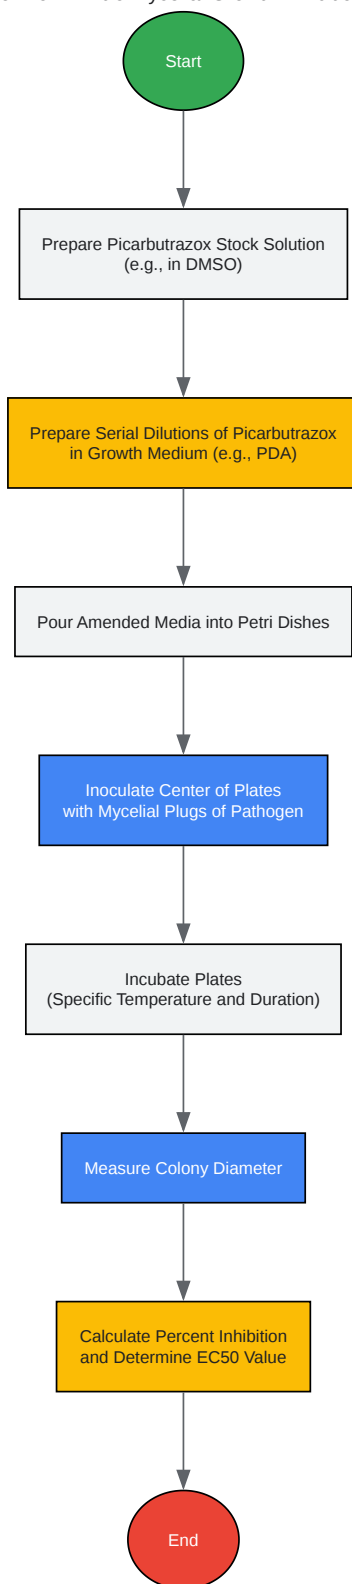 Start
Prepare Picarbutrazox Stock Solution
(e.g., in DMSO)
Prepare Serial Dilutions of Picarbutrazox
in Growth Medium (e.g., PDA)
Pour Amended Media into Petri Dishes
Inoculate Center of Plates
with Mycelial Plugs of Pathogen
Incubate Plates
(Specific Temperature and Duration)
Measure Colony Diameter
Calculate Percent Inhibition
and Determine EC50 Value
End